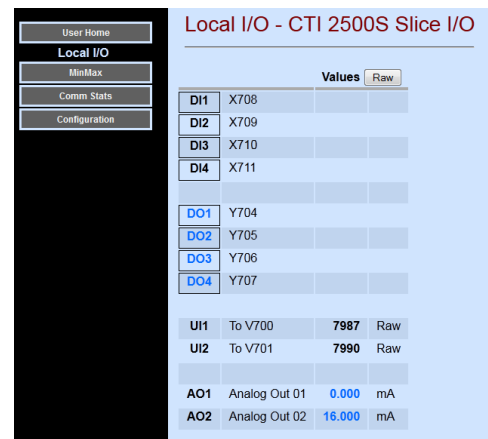 User Home
Local I/O
MinMax
Comm Stats
Configuration
Local I/O - CTI 2500S Slice I/O
Values Raw
DI1 X708
DI2 X709
DI3 X710
DI4 X711
DO1 Y704
DO2 Y705
DO3 Y706
DO4 Y707
UI1 To V700 7987 Raw
UI2 To V701 7990 Raw
AO1 Analog Out 01 0.000 mA
AO2 Analog Out 02 16.000 mA